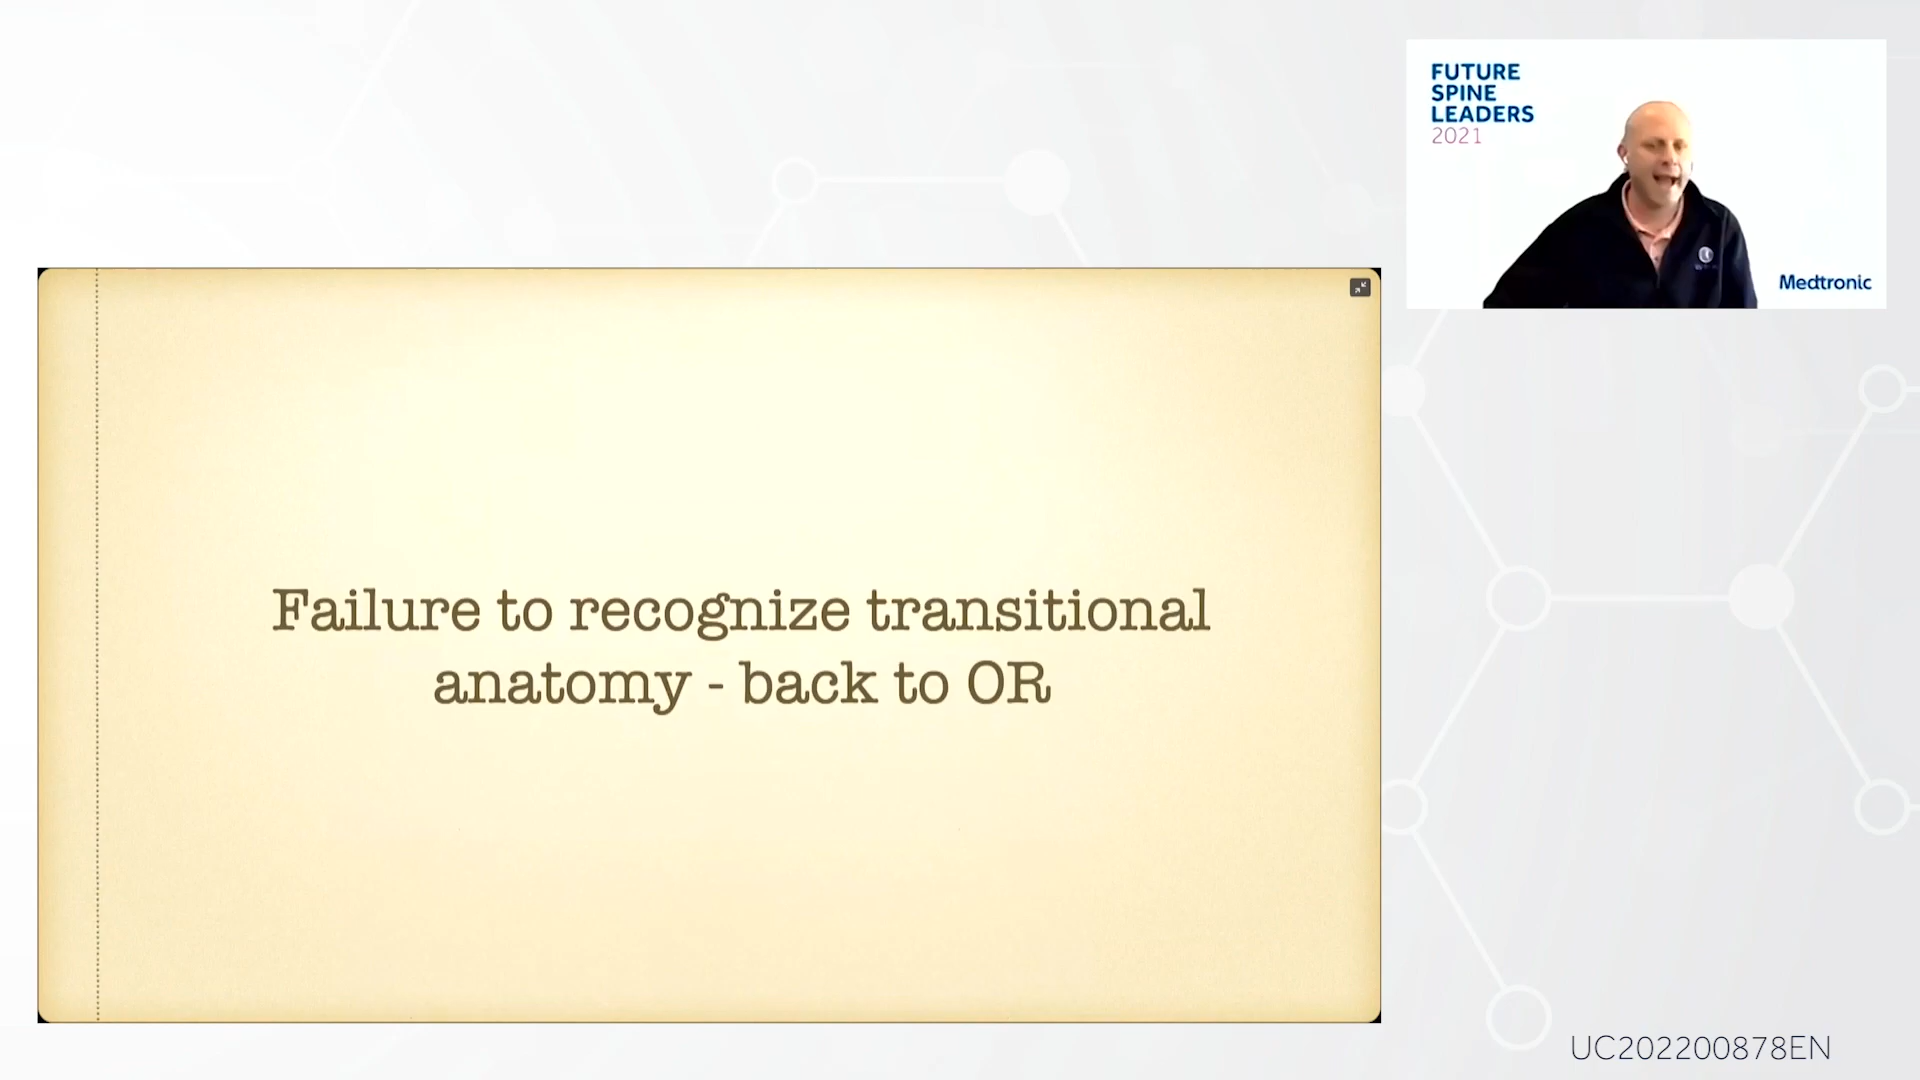 FUTURE
SPINE
LEADERS
2021
Medtronic
Failure to recognize transitional
anatomy - back to OR
UC202200878EN